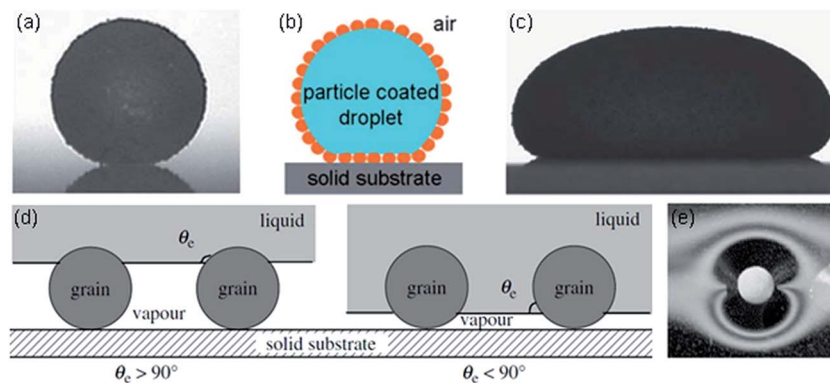 (a)
(b)
air
(c)
particle coated
droplet
solid substrate
(d)
liquid
θe
grain
grain
vapour
liquid
θe
grain
grain
vapour
(e)
solid substrate
θe > 90°
θe < 90°